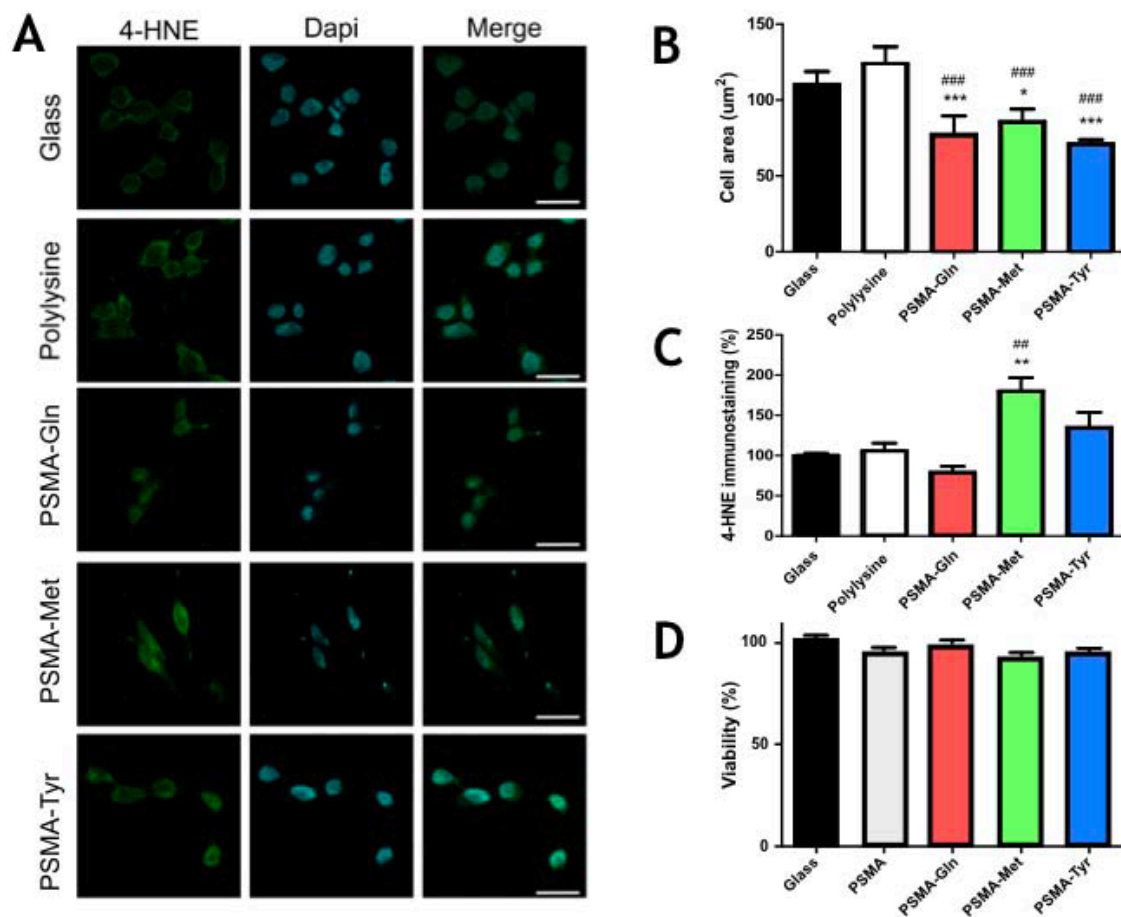 A
4-HNE Dapi Merge
Glass
Polylysine
PSMA-Gln
PSMA-Met
PSMA-Tyr
B
Cell area (um²)
150
100
50
0
###
***
###
*
###
***
Glass
Polylysine
PSMA-Gln
PSMA-Met
PSMA-Tyr
C
4-HNE immunostaining (%)
250
200
150
100
50
0
##
**
Glass
Polylysine
PSMA-Gln
PSMA-Met
PSMA-Tyr
D
Viability (%)
100
50
0
Glass
PSMA
PSMA-Gln
PSMA-Met
PSMA-Tyr